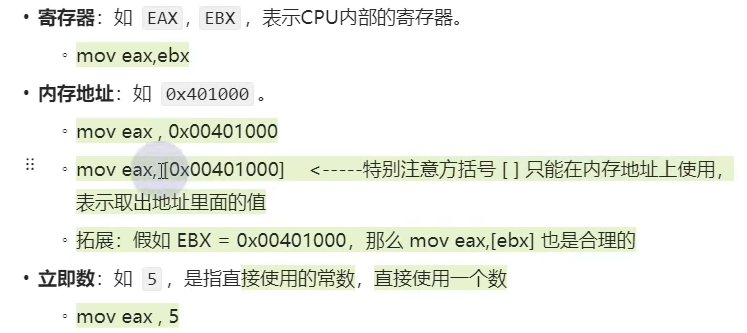 • 寄存器：如 EAX，EBX，表示CPU内部的寄存器。
◦ mov eax,ebx
• 内存地址：如 0x401000。
◦ mov eax , 0x00401000
◦ mov eax,[0x00401000] <-----特别注意方括号 [ ] 只能在内存地址上使用，
表示取出地址里面的值
◦ 拓展：假如 EBX = 0x00401000，那么 mov eax,[ebx] 也是合理的
• 立即数：如 5，是指直接使用的常数，直接使用一个数
◦ mov eax , 5